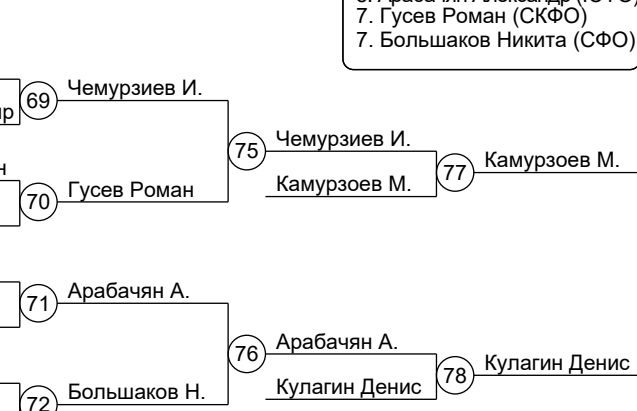 7. Гусев Роман (СКФО)
7. Большаков Никита (СФО)
69 Чемурзиев И.
75 Чемурзиев И.
Камурзоев М.
77 Камурзоев М.
70 Гусев Роман
71 Арабачян А.
76 Арабачян А.
Кулагин Денис
78 Кулагин Денис
72 Большаков Н.